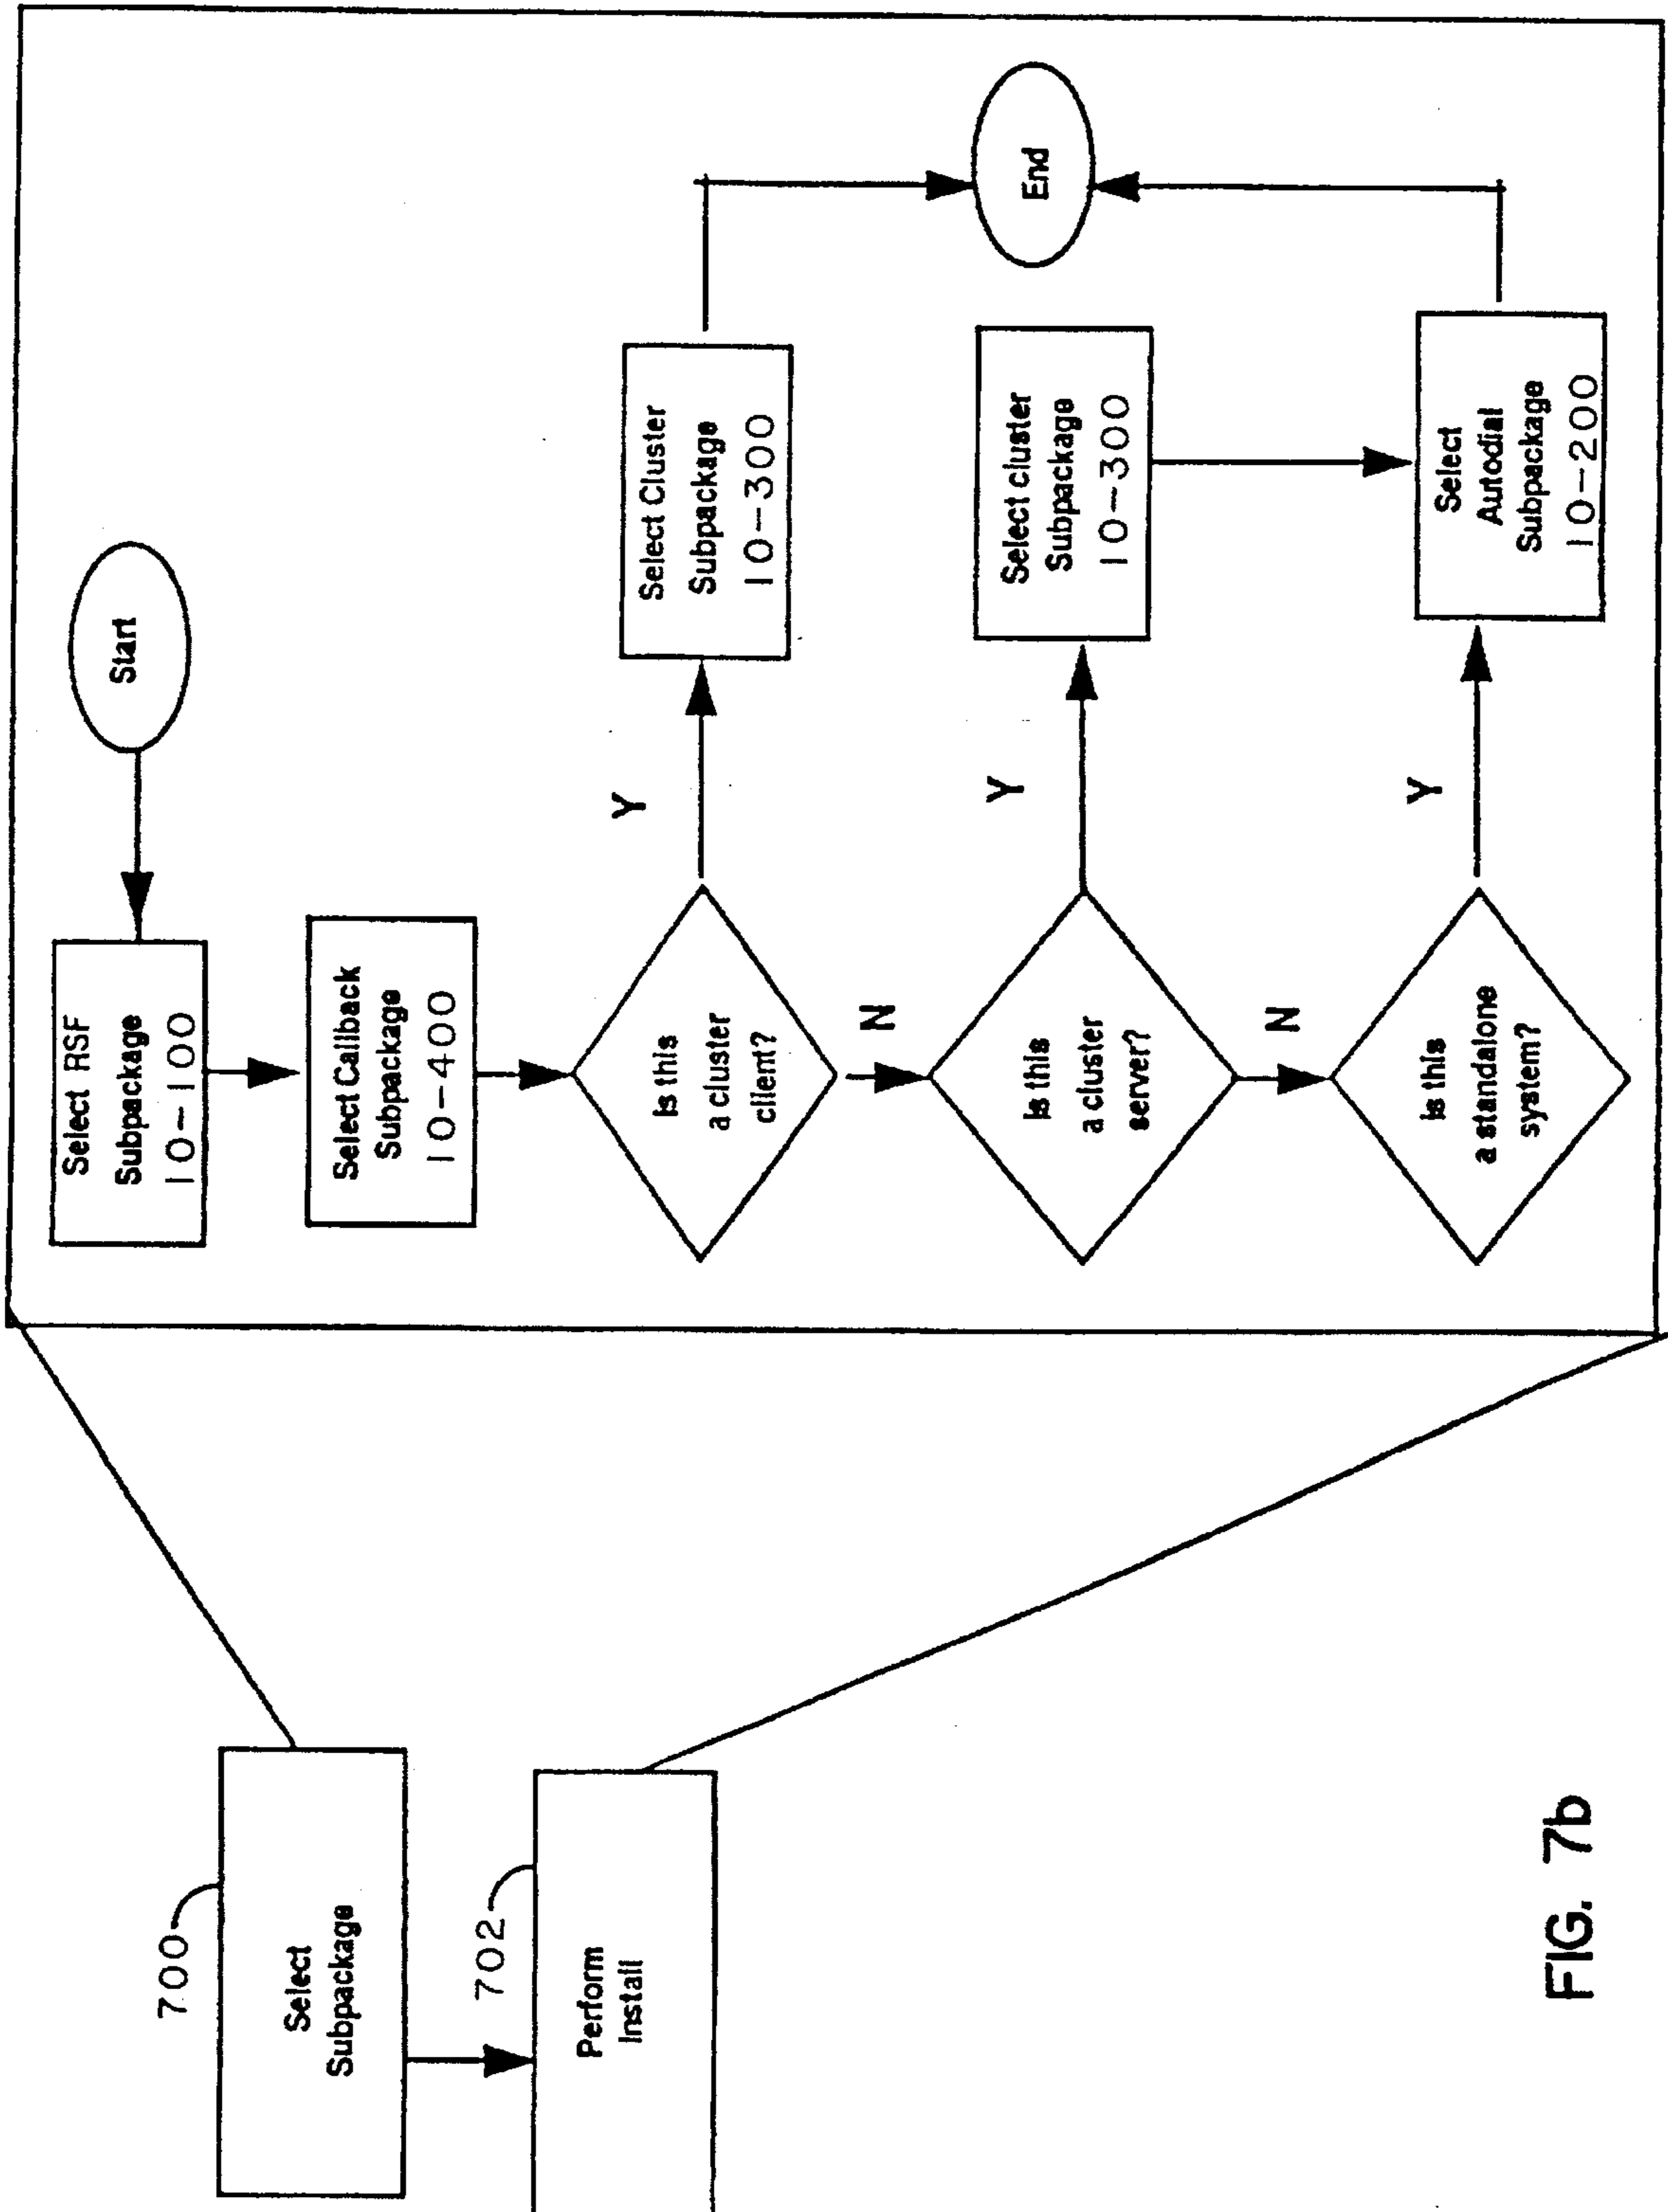 700
Select
Subpackage
702
Perform
Install
Start
Select RSF
Subpackage
10-100
Select Callback
Subpackage
10-400
Is this
a cluster
client?
Y
Select Cluster
Subpackage
10-300
N
Is this
a cluster
server?
Y
Select cluster
Subpackage
10-300
N
Is this
a standalone
system?
Y
Select
Autodial
Subpackage
10-200
End
FIG. 7b